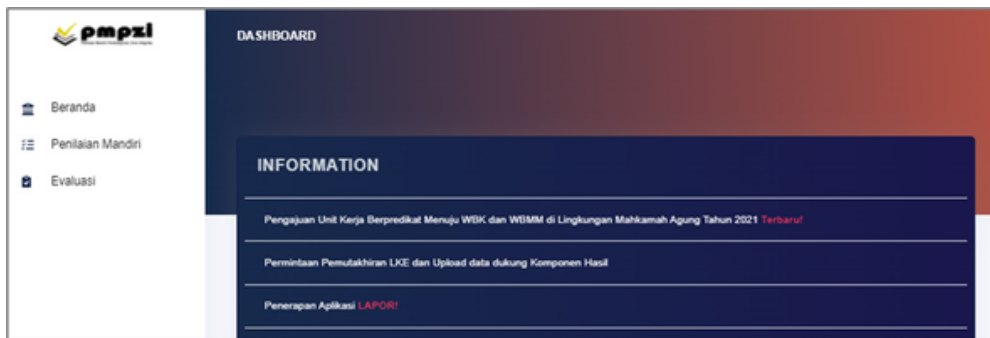 pmpzi
DASHBOARD
Beranda
Penilaian Mandiri
Evaluasi
INFORMATION
Pengajuan Unit Kerja Berpredikat Menuju WBK dan WBMM di Lingkungan Mahkamah Agung Tahun 2021 Terbaru!
Permintaan Pemutakhiran LKE dan Upload data dukung Komponen Hasil
Penerapan Aplikasi LAPOR!